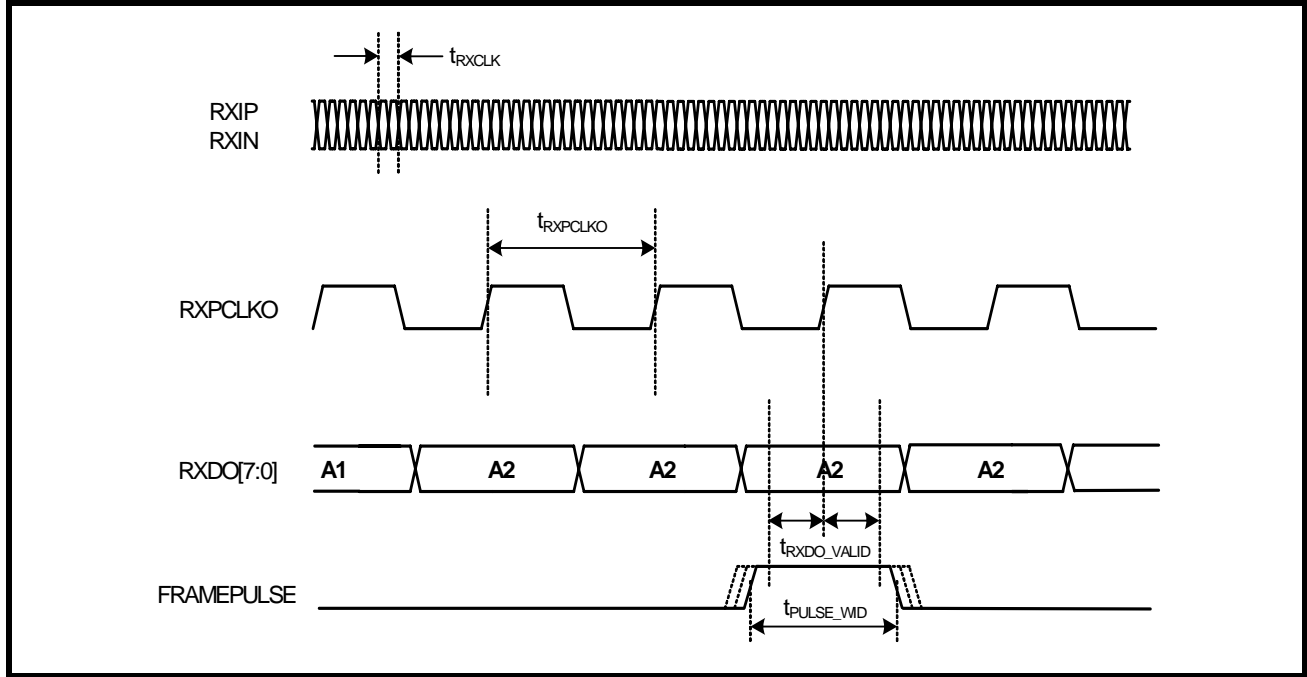 tRXCLK
RXIP
RXIN
tRXPCLKO
RXPCLKO
RXDO[7:0] A1 A2 A2 A2 A2
tRXDO_VALID
FRAMEPULSE
tPULSE_WID